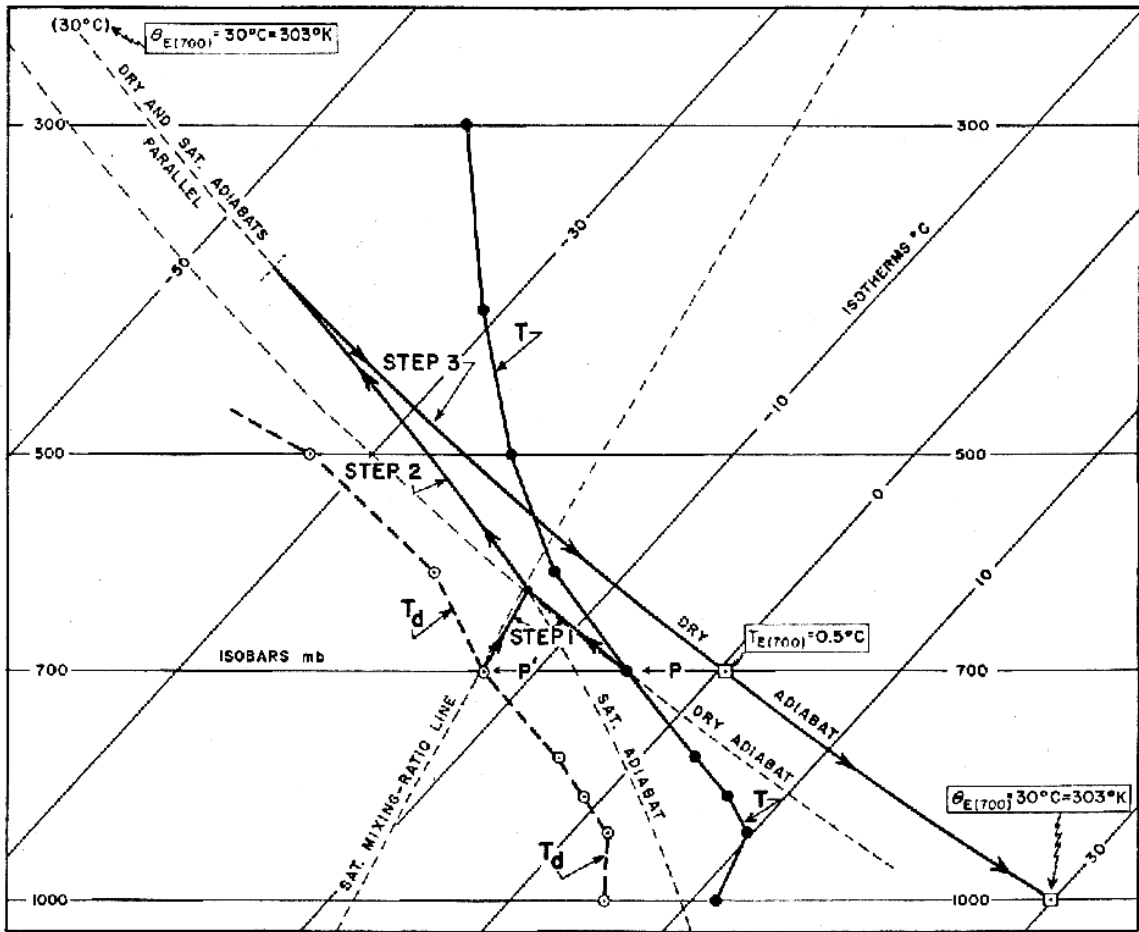 (30°C)
θE(700) = 30°C = 303°K
DRY AND SAT. ADIABATS
PARALLEL
300
300
-50
-30
-10
ISOTHERMS °C
T
STEP 3
500
500
STEP 2
0
10
Td
STEP 1
DRY
TE(700) = 0.5°C
ISOBARS mb
700
P'
P
700
SAT. MIXING-RATIO LINE
SAT. ADIABAT
DRY ADIABAT
ADIABAT
T
θE(700) = 30°C = 303°K
Td
30
1000
1000